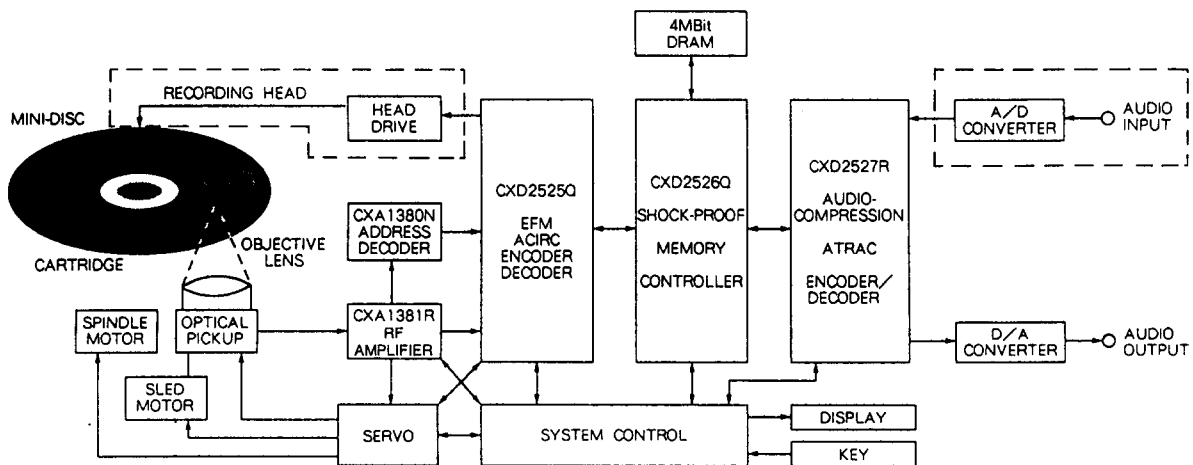 4MBit
DRAM
RECORDING HEAD
HEAD
DRIVE
A/D
CONVERTER
AUDIO
INPUT
MINI-DISC
CXD2525Q
EFM
ACIRC
ENCODER
DECODER
CXD2526Q
SHOCK-PROOF
MEMORY
CONTROLLER
CXD2527R
AUDIO-
COMPRESSION
ATRAC
ENCODER/
DECODER
CXA1380N
ADDRESS
DECODER
OBJECTIVE
LENS
CARTRIDGE
SPINDLE
MOTOR
OPTICAL
PICKUP
CXA1381R
RF
AMPLIFIER
D/A
CONVERTER
AUDIO
OUTPUT
SLED
MOTOR
SERVO
SYSTEM CONTROL
DISPLAY
KEY